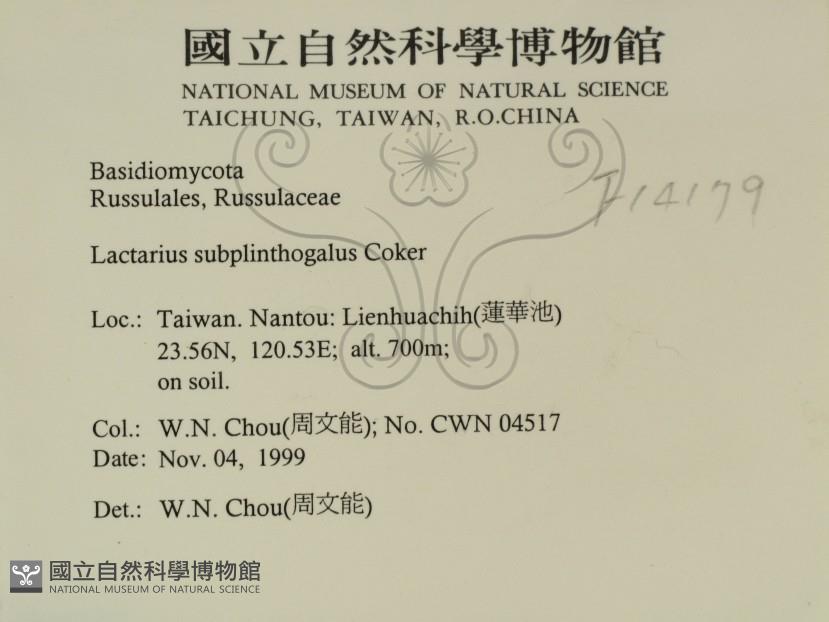 國立自然科學博物館
NATIONAL MUSEUM OF NATURAL SCIENCE
TAICHUNG, TAIWAN, R.O.CHINA
Basidiomycota
Russulales, Russulaceae
F14179
Lactarius subplinthogalus Coker
Loc.: Taiwan. Nantou: Lienhuachih(蓮華池)
23.56N, 120.53E; alt. 700m;
on soil.
Col.: W.N. Chou(周文能); No. CWN 04517
Date: Nov. 04, 1999
Det.: W.N. Chou(周文能)
國立自然科學博物館
NATIONAL MUSEUM OF NATURAL SCIENCE